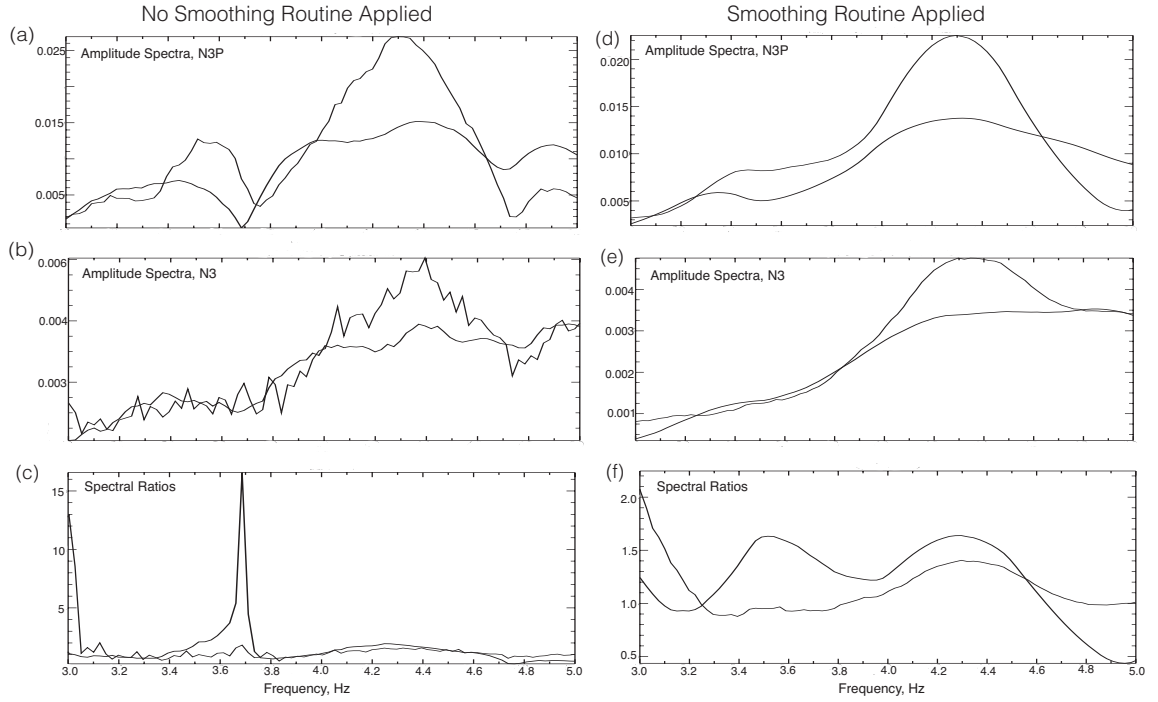 No Smoothing Routine Applied
Smoothing Routine Applied
(a)
Amplitude Spectra, N3P
0.025
0.015
0.005
(d)
Amplitude Spectra, N3P
0.020
0.015
0.010
0.005
(b)
Amplitude Spectra, N3
0.006
0.004
0.003
(e)
Amplitude Spectra, N3
0.004
0.003
0.002
0.001
(c)
Spectral Ratios
15
10
5
3.0 3.2 3.4 3.6 3.8 4.0 4.2 4.4 4.6 4.8 5.0
Frequency, Hz
(f)
Spectral Ratios
2.0
1.5
1.0
0.5
3.0 3.2 3.4 3.6 3.8 4.0 4.2 4.4 4.6 4.8 5.0
Frequency, Hz